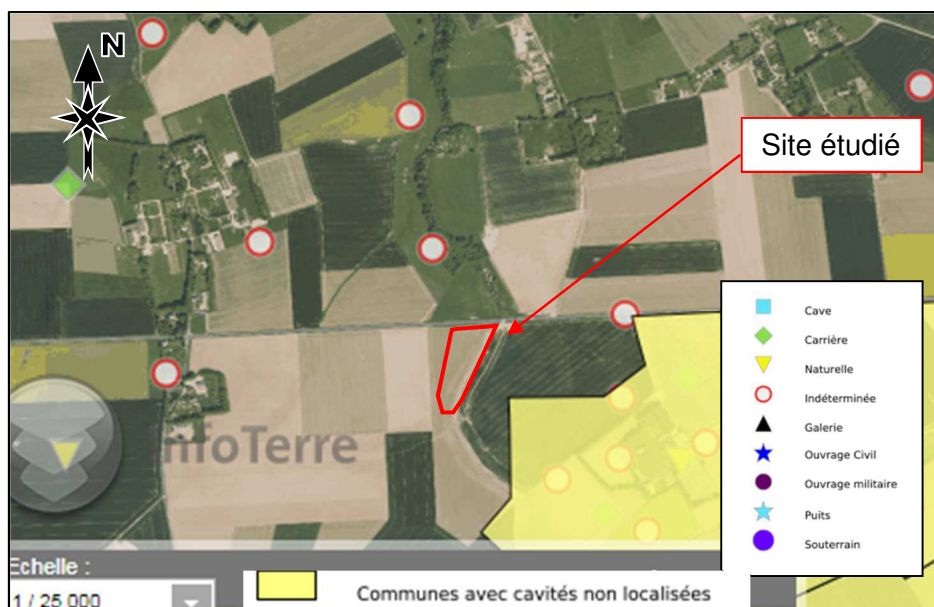 N
Site étudié
Cave
Carrière
Naturelle
Indéterminée
Galerie
Ouvrage Civil
Ouvrage militaire
Puits
Souterrain
nfoTerre
Echelle :
1 / 25 000
Communes avec cavités non localisées